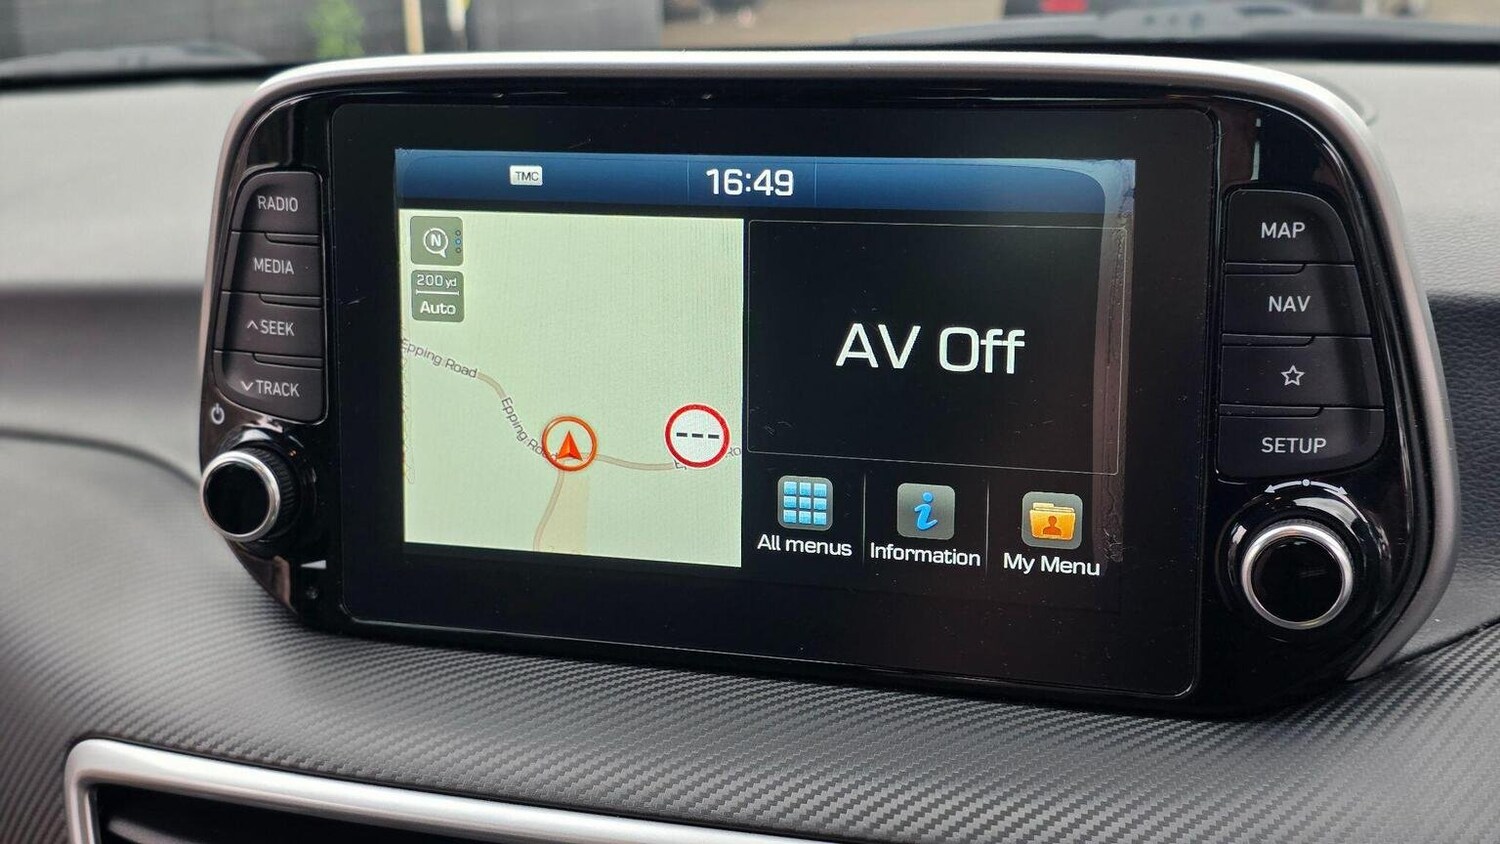 TMC
16:49
RADIO
MEDIA
SEEK
TRACK
N
200 yd
Auto
Epping Road
Epping Road
AV Off
All menus
Information
My Menu
MAP
NAV
SETUP